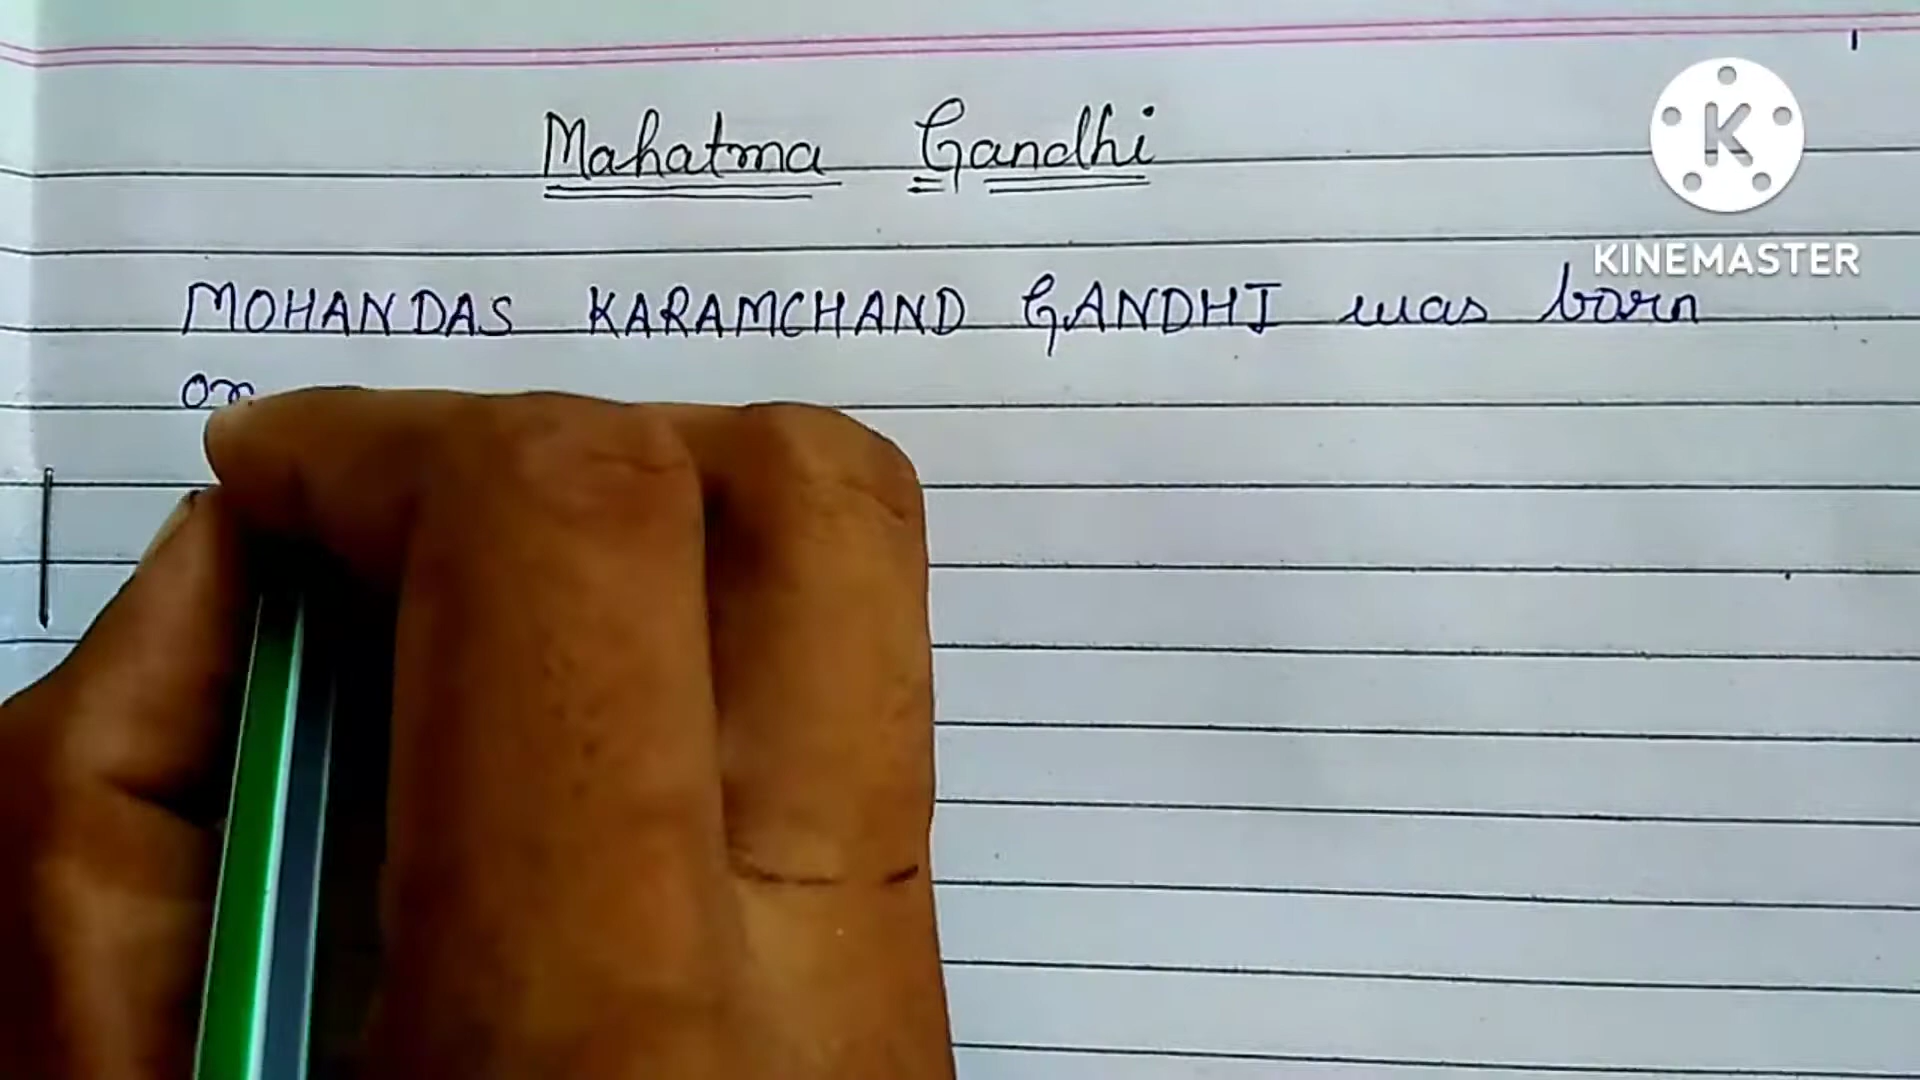 Mahatma Gandhi
K
KINEMASTER
MOHANDAS KARAMCHAND GANDHI was born
on